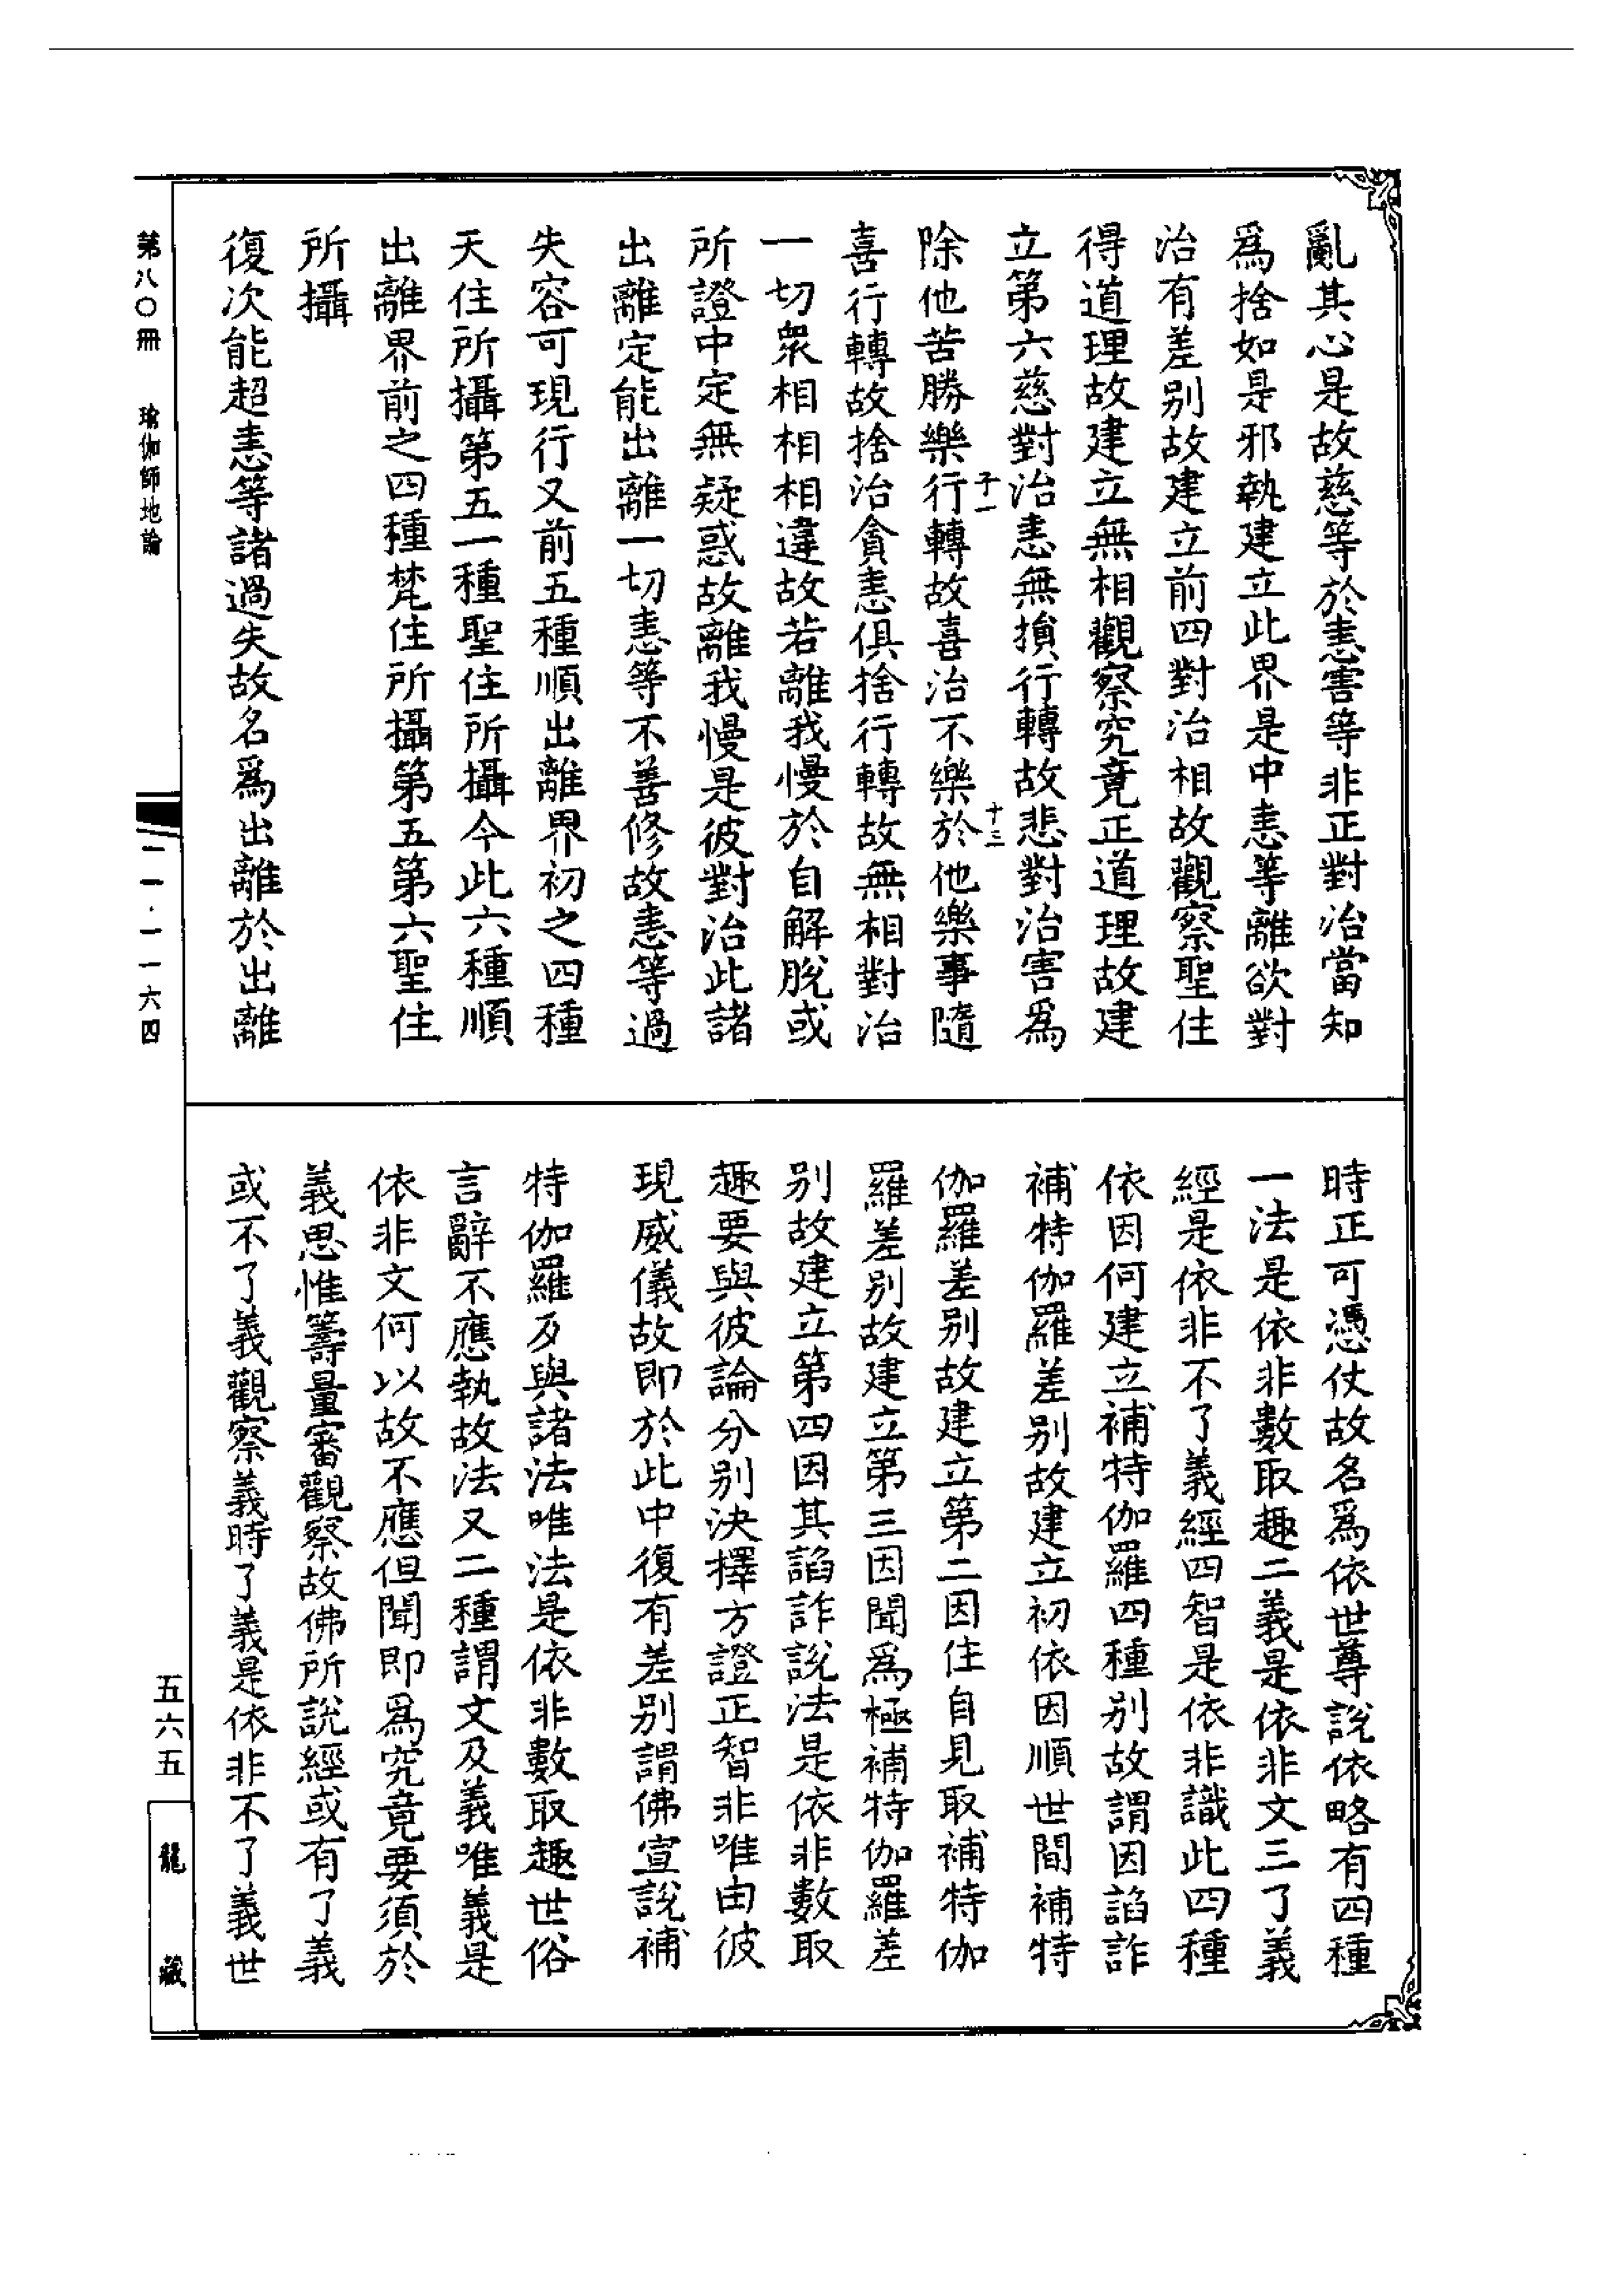 亂其心是故慈等於恚害等非正對治當知
爲捨如是邪執建立此界是中恚等離欲對
治有差別故建立前四對治相故觀察聖住
得道理故建立無相觀察究竟正道理故建
立第六慈對治恚無損行轉故悲對治害爲
子一
十三
除他苦勝樂行轉故喜治不樂於他樂事隨
喜行轉故捨治貪恚俱捨行轉故無相對治
一切衆相相相違故若離我慢於自解脫或
所證中定無疑惑故離我慢是彼對治此諸
出離定能出離一切恚等不善修故恚等過
失容可現行又前五種順出離界初之四種
天住所攝第五一種聖住所攝今此六種順
出離界前之四種梵住所攝第五第六聖住
所攝
復次能超恚等諸過失故名爲出離於出離
時正可憑仗故名爲依世尊說依略有四種
一法是依非數取趣二義是依非文三了義
經是依非不了義經四智是依非識此四種
依因何建立補特伽羅四種別故謂因諂詐
補特伽羅差別故建立初依因順世間補特
伽羅差別故建立第二因住自見取補特伽
羅差別故建立第三因聞爲極補特伽羅差
別故建立第四因其諂詐說法是依非數取
趣要與彼論分別決擇方證正智非唯由彼
現威儀故即於此中復有差別謂佛宣說補
特伽羅及與諸法唯法是依非數取趣世俗
言辭不應執故法又二種謂文及義唯義是
依非文何以故不應但聞即爲究竟要須於
義思惟籌量審觀察故佛所說經或有了義
或不了義觀察義時了義是依非不了義世
第八〇冊　瑜伽師地論
二一·一一六四
五六五
龍藏